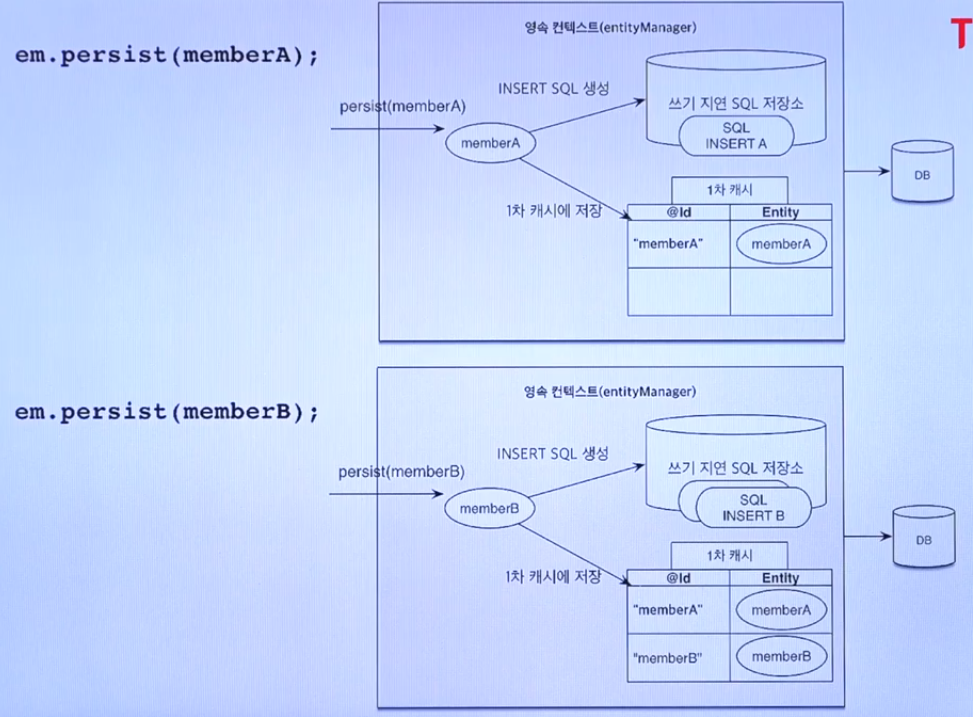 T
em.persist(memberA);
영속 컨텍스트(entityManager)
persist(memberA)
INSERT SQL 생성
memberA
쓰기 지연 SQL 저장소
SQL
INSERT A
1차 캐시에 저장
1차 캐시
@Id Entity
"memberA" memberA
DB
em.persist(memberB);
영속 컨텍스트(entityManager)
persist(memberB)
INSERT SQL 생성
memberB
쓰기 지연 SQL 저장소
SQL
INSERT B
1차 캐시에 저장
1차 캐시
@Id Entity
"memberA" memberA
"memberB" memberB
DB